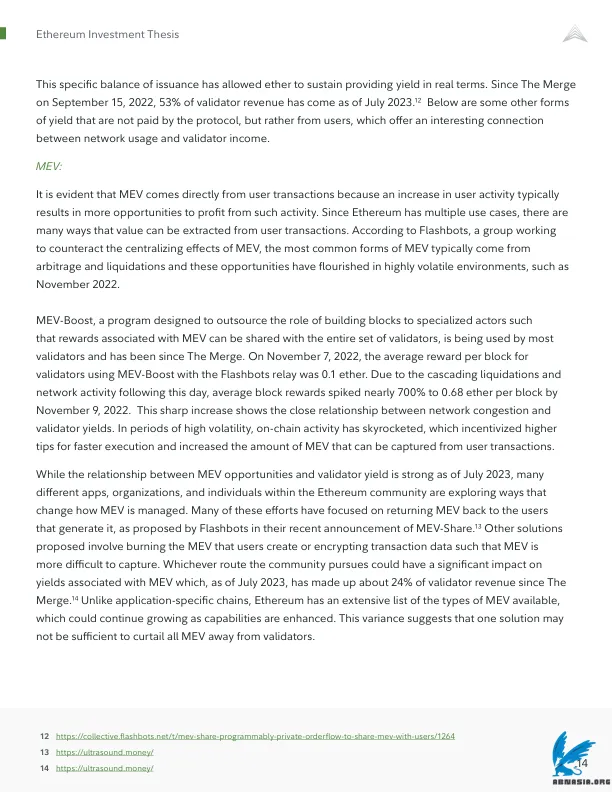 Ethereum Investment Thesis
This specific balance of issuance has allowed ether to sustain providing yield in real terms. Since The Merge
on September 15, 2022, 53% of validator revenue has come as of July 2023.12 Below are some other forms
of yield that are not paid by the protocol, but rather from users, which offer an interesting connection
between network usage and validator income.
MEV:
It is evident that MEV comes directly from user transactions because an increase in user activity typically
results in more opportunities to profit from such activity. Since Ethereum has multiple use cases, there are
many ways that value can be extracted from user transactions. According to Flashbots, a group working
to counteract the centralizing effects of MEV, the most common forms of MEV typically come from
arbitrage and liquidations and these opportunities have flourished in highly volatile environments, such as
November 2022.
MEV-Boost, a program designed to outsource the role of building blocks to specialized actors such
that rewards associated with MEV can be shared with the entire set of validators, is being used by most
validators and has been since The Merge. On November 7, 2022, the average reward per block for
validators using MEV-Boost with the Flashbots relay was 0.1 ether. Due to the cascading liquidations and
network activity following this day, average block rewards spiked nearly 700% to 0.68 ether per block by
November 9, 2022. This sharp increase shows the close relationship between network congestion and
validator yields. In periods of high volatility, on-chain activity has skyrocketed, which incentivized higher
tips for faster execution and increased the amount of MEV that can be captured from user transactions.
While the relationship between MEV opportunities and validator yield is strong as of July 2023, many
different apps, organizations, and individuals within the Ethereum community are exploring ways that
change how MEV is managed. Many of these efforts have focused on returning MEV back to the users
that generate it, as proposed by Flashbots in their recent announcement of MEV-Share.13 Other solutions
proposed involve burning the MEV that users create or encrypting transaction data such that MEV is
more difficult to capture. Whichever route the community pursues could have a significant impact on
yields associated with MEV which, as of July 2023, has made up about 24% of validator revenue since The
Merge.14 Unlike application-specific chains, Ethereum has an extensive list of the types of MEV available,
which could continue growing as capabilities are enhanced. This variance suggests that one solution may
not be sufficient to curtail all MEV away from validators.
12 https://collective.flashbots.net/t/mev-share-programmably-private-orderflow-to-share-mev-with-users/1264
13 https://ultrasound.money/
14 https://ultrasound.money/
14
ABNASIA.ORG